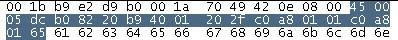 00 1b b9 e2 d9 b0 00 1a 70 49 42 0e 08 00 45 00
05 dc b0 82 20 b9 40 01 20 2f c0 a8 01 01 c0 a8
01 65 61 62 63 64 65 66 67 68 69 6a 6b 6c 6d 6e